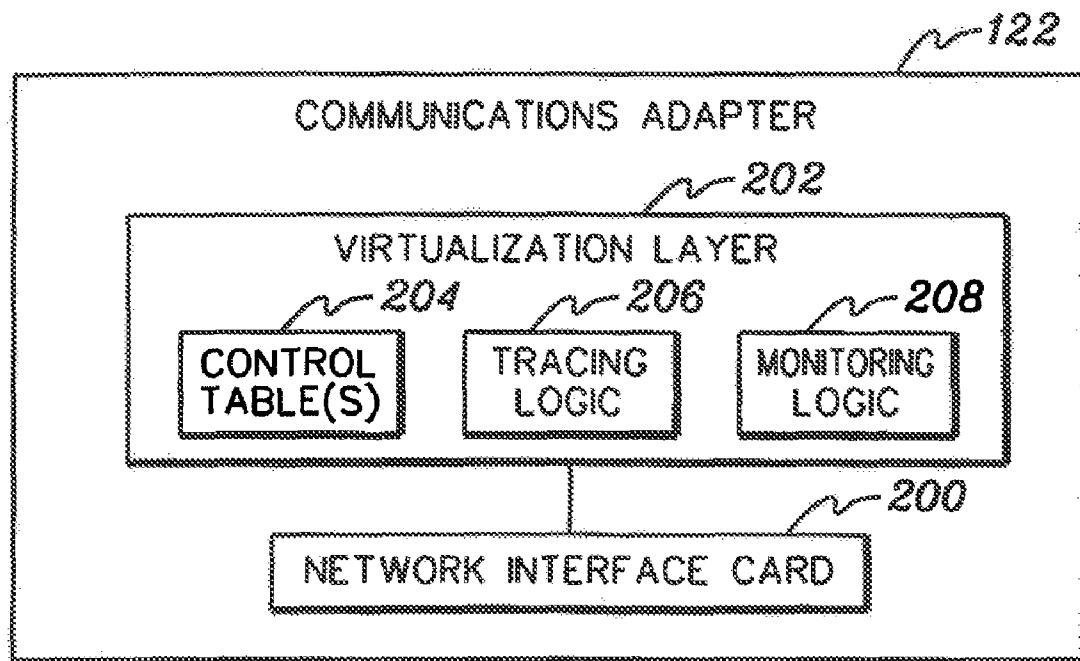 122
COMMUNICATIONS ADAPTER
202
VIRTUALIZATION LAYER
204
206
208
CONTROL
TABLE(S)
TRACING
LOGIC
MONITORING
LOGIC
200
NETWORK INTERFACE CARD